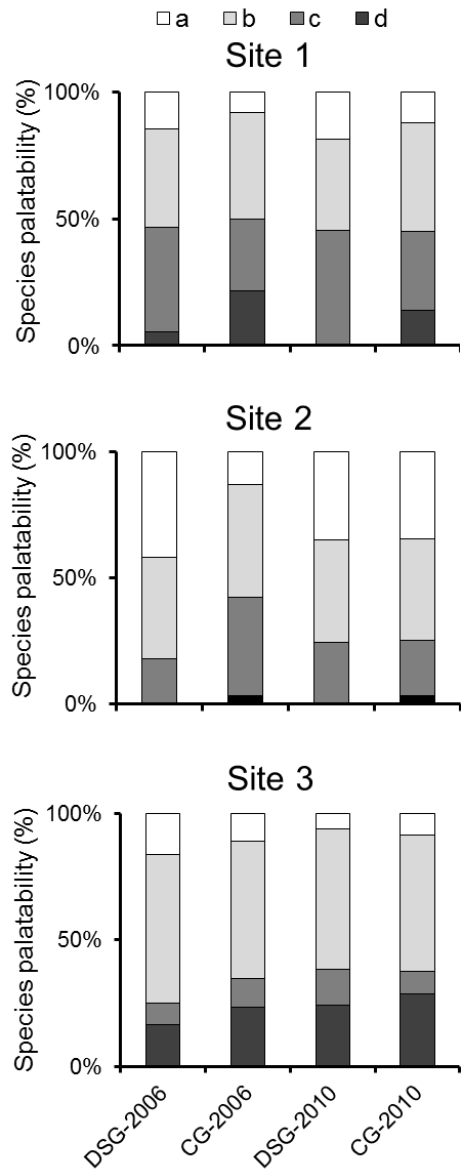 a b c d
Site 1
Species palatability (%)
100%
50%
0%
Site 2
Species palatability (%)
100%
50%
0%
Site 3
Species palatability (%)
100%
50%
0%
DSG-2006 CG-2006 DSG-2010 CG-2010